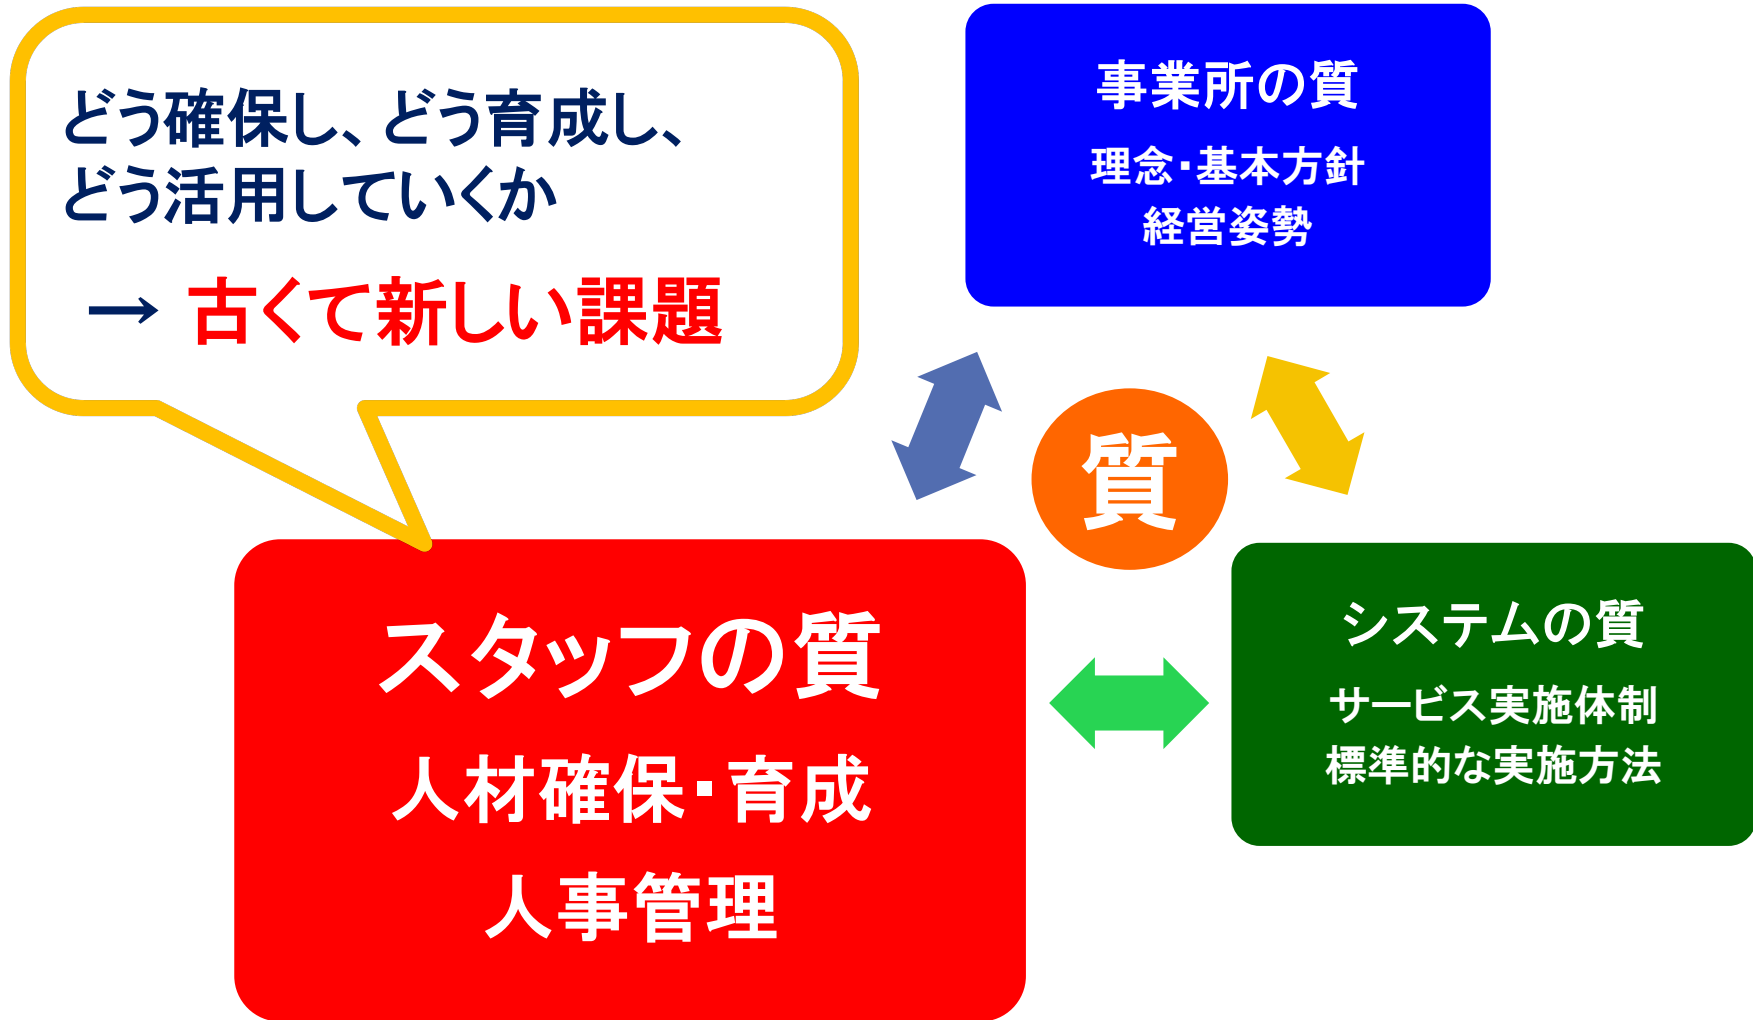 どう確保し、どう育成し、
どう活用していくか
→ 古くて新しい課題
事業所の質
理念・基本方針
経営姿勢
質
スタッフの質
人材確保・育成
人事管理
システムの質
サービス実施体制
標準的な実施方法